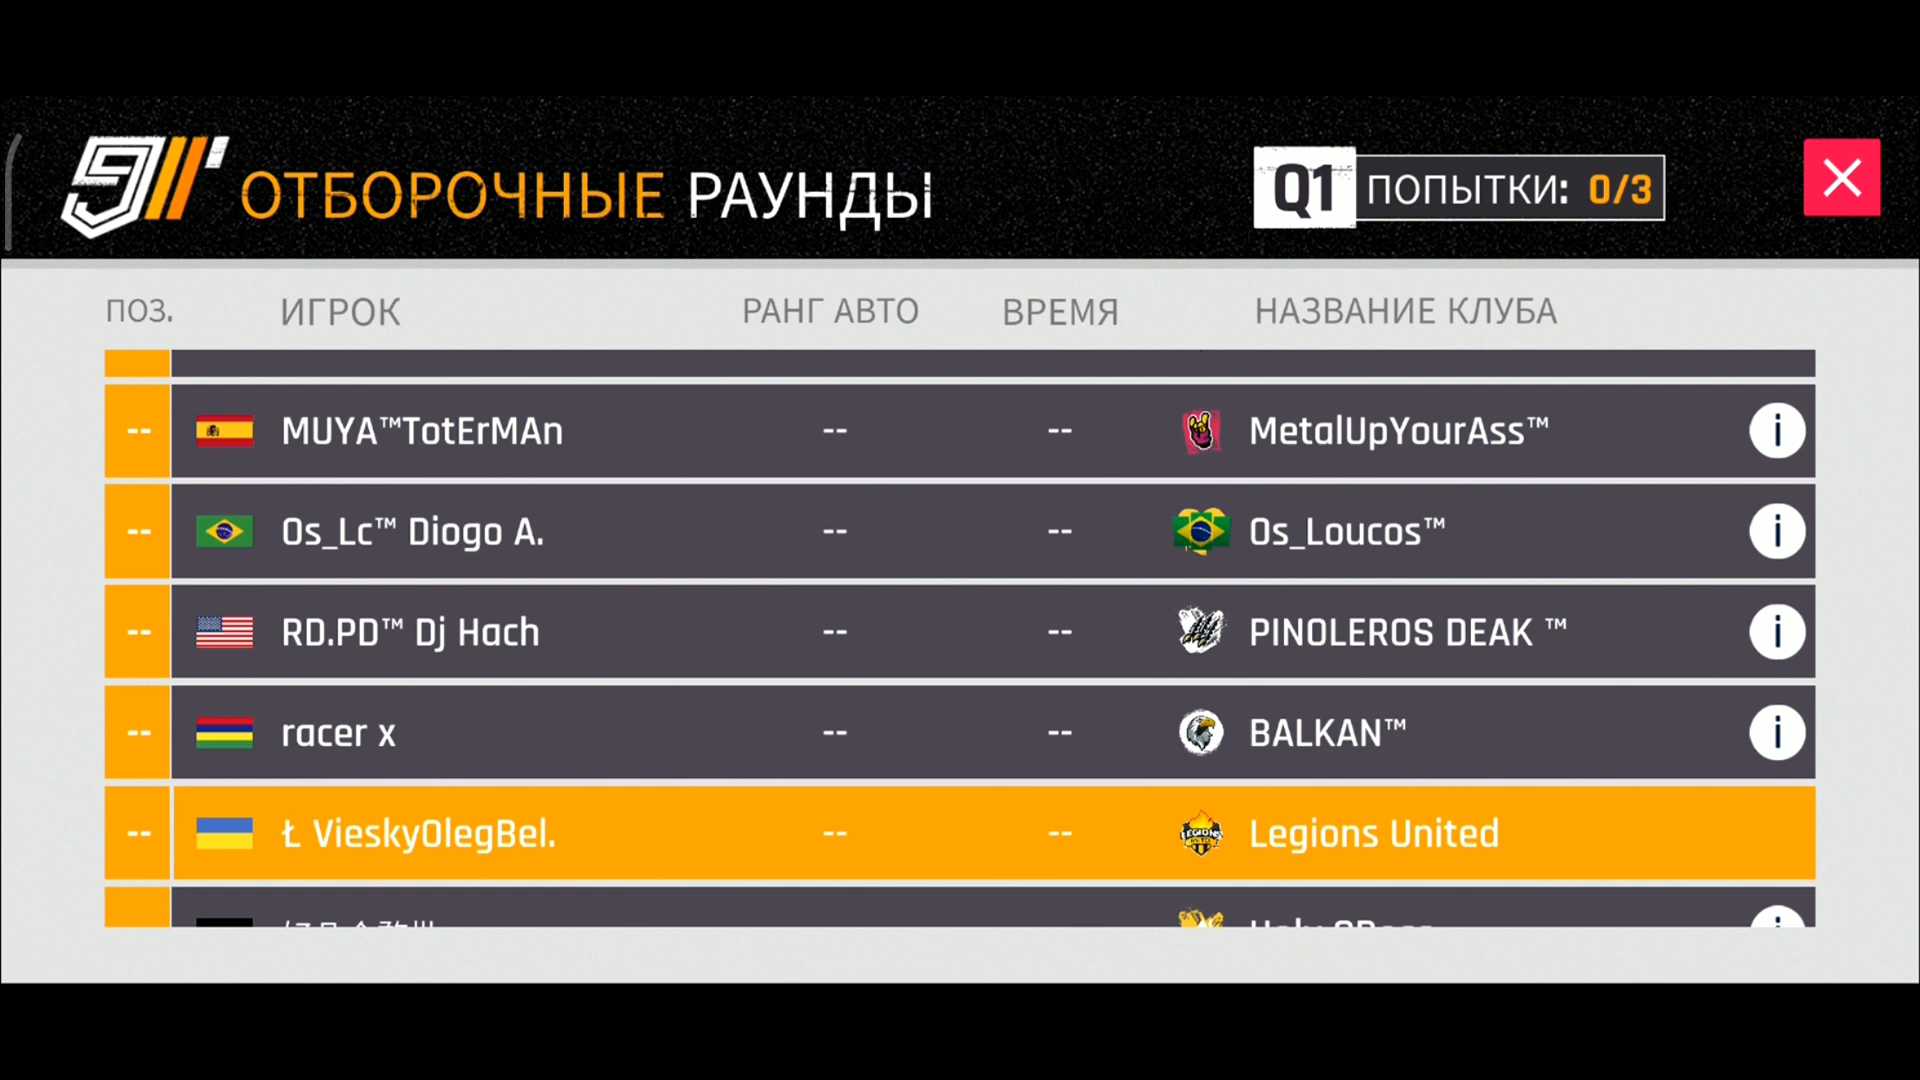 ОТБОРОЧНЫЕ РАУНДЫ
Q1 ПОПЫТКИ: 0/3
ПОЗ. ИГРОК РАНГ АВТО ВРЕМЯ НАЗВАНИЕ КЛУБА
-- MUYA™TotErMAn -- -- MetalUpYourAss™ i
-- Os_Lc™ Diogo A. -- -- Os_Loucos™ i
-- RD.PD™ Dj Hach -- -- PINOLEROS DEAK ™ i
-- racer x -- -- BALKAN™ i
-- Ł VieskyOlegBel. -- -- LEGIONS Legions United